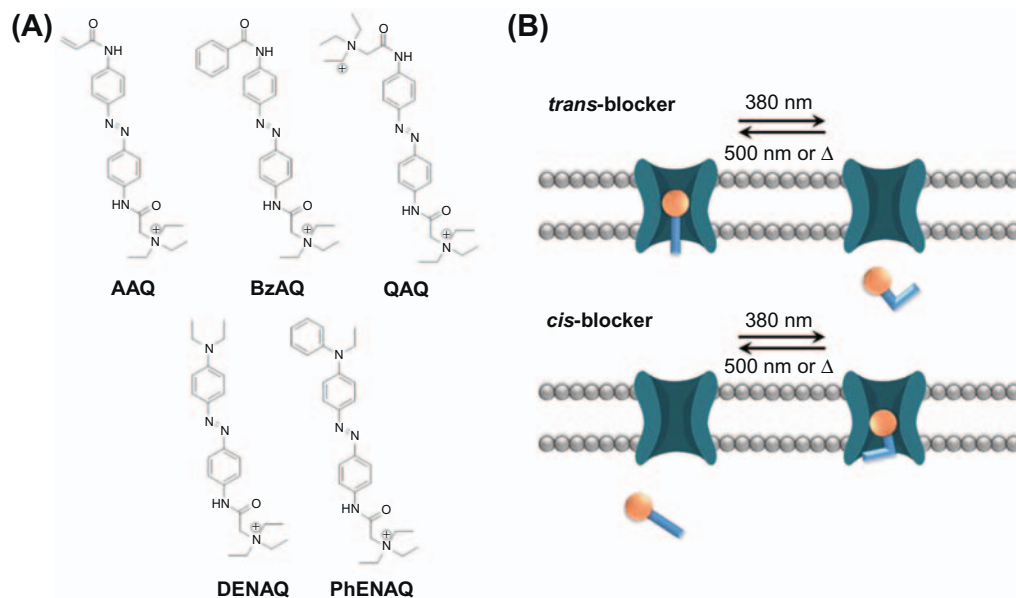 (A)
O
NH
N
N
HN
O
N
+
AAQ
O
NH
N
N
HN
O
N
+
BzAQ
N
+
O
NH
N
N
HN
O
N
+
QAQ
N
N
N
HN
O
N
+
DENAQ
N
N
N
HN
O
N
+
PhENAQ
(B)
trans-blocker
380 nm
500 nm or Δ
cis-blocker
380 nm
500 nm or Δ